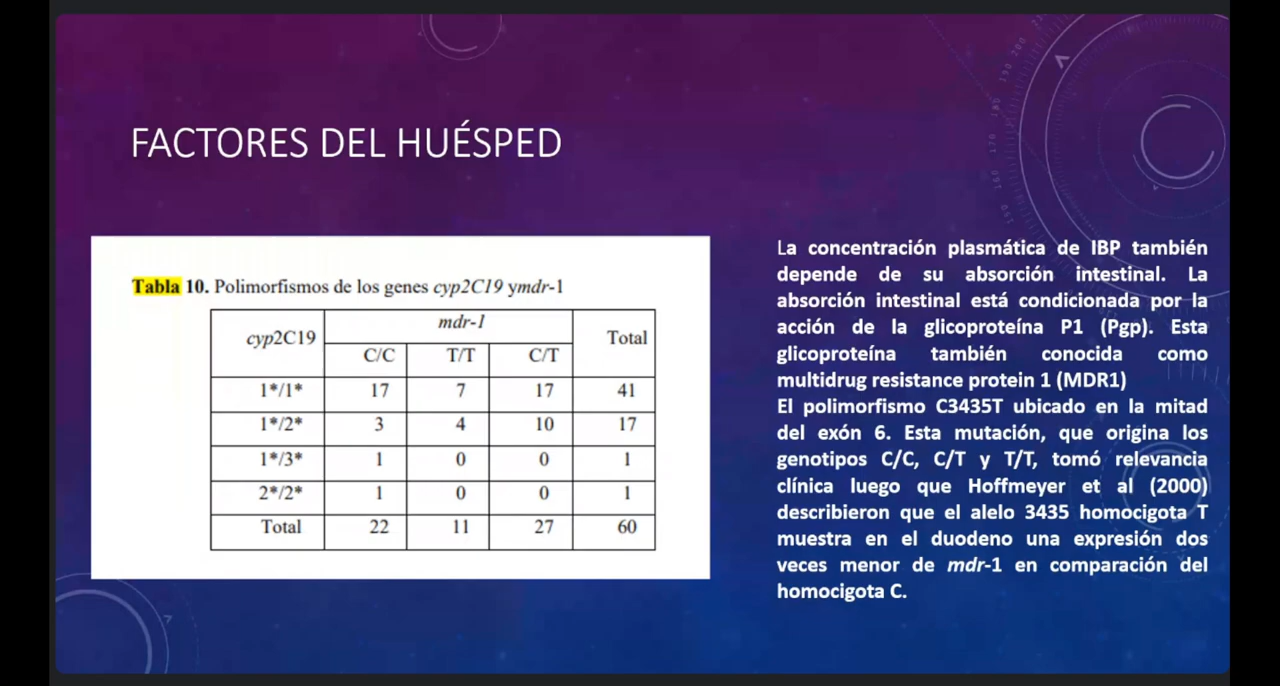 FACTORES DEL HUÉSPED
Tabla 10. Polimorfismos de los genes cyp2C19 ymdr-1
cyp2C19 mdr-1 Total
C/C T/T C/T
1*/1* 17 7 17 41
1*/2* 3 4 10 17
1*/3* 1 0 0 1
2*/2* 1 0 0 1
Total 22 11 27 60
La concentración plasmática de IBP también
depende de su absorción intestinal. La
absorción intestinal está condicionada por la
acción de la glicoproteína P1 (Pgp). Esta
glicoproteína también conocida como
multidrug resistance protein 1 (MDR1)
El polimorfismo C3435T ubicado en la mitad
del exón 6. Esta mutación, que origina los
genotipos C/C, C/T y T/T, tomó relevancia
clínica luego que Hoffmeyer et al (2000)
describieron que el alelo 3435 homocigota T
muestra en el duodeno una expresión dos
veces menor de mdr-1 en comparación del
homocigota C.